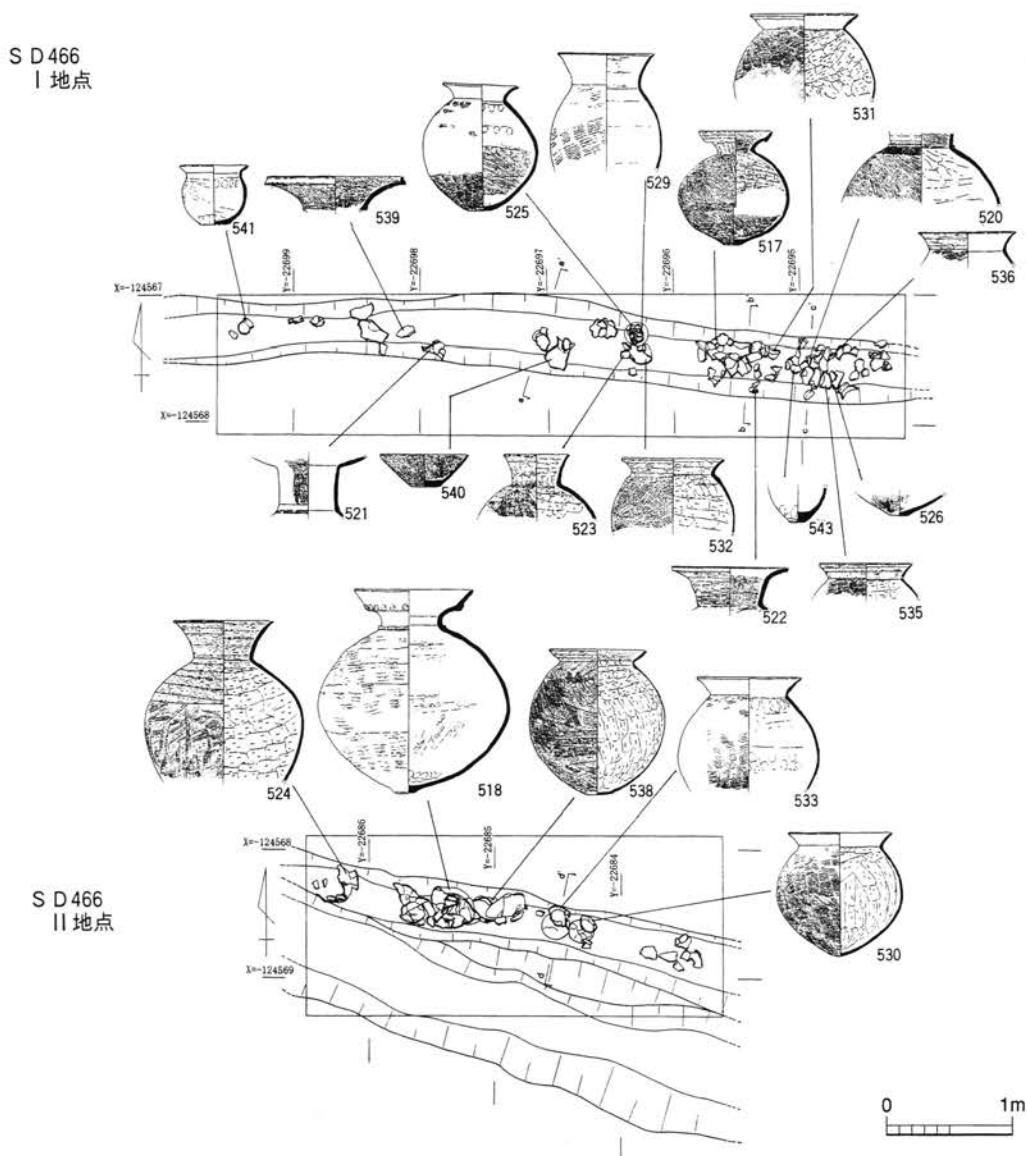 S D 466
I 地点
531
529
525
517
520
541
539
536
Y=-22699
Y=-22698
Y=-22697
Y=-22696
Y=-22695
X=-124567
a'
b'
c'
X=-124568
a
b
c
521
540
523
532
543
526
522
535
524
518
538
533
Y=-22686
Y=-22685
Y=-22684
X=-124568
d'
S D 466
II 地点
530
X=-124569
d
0
1m